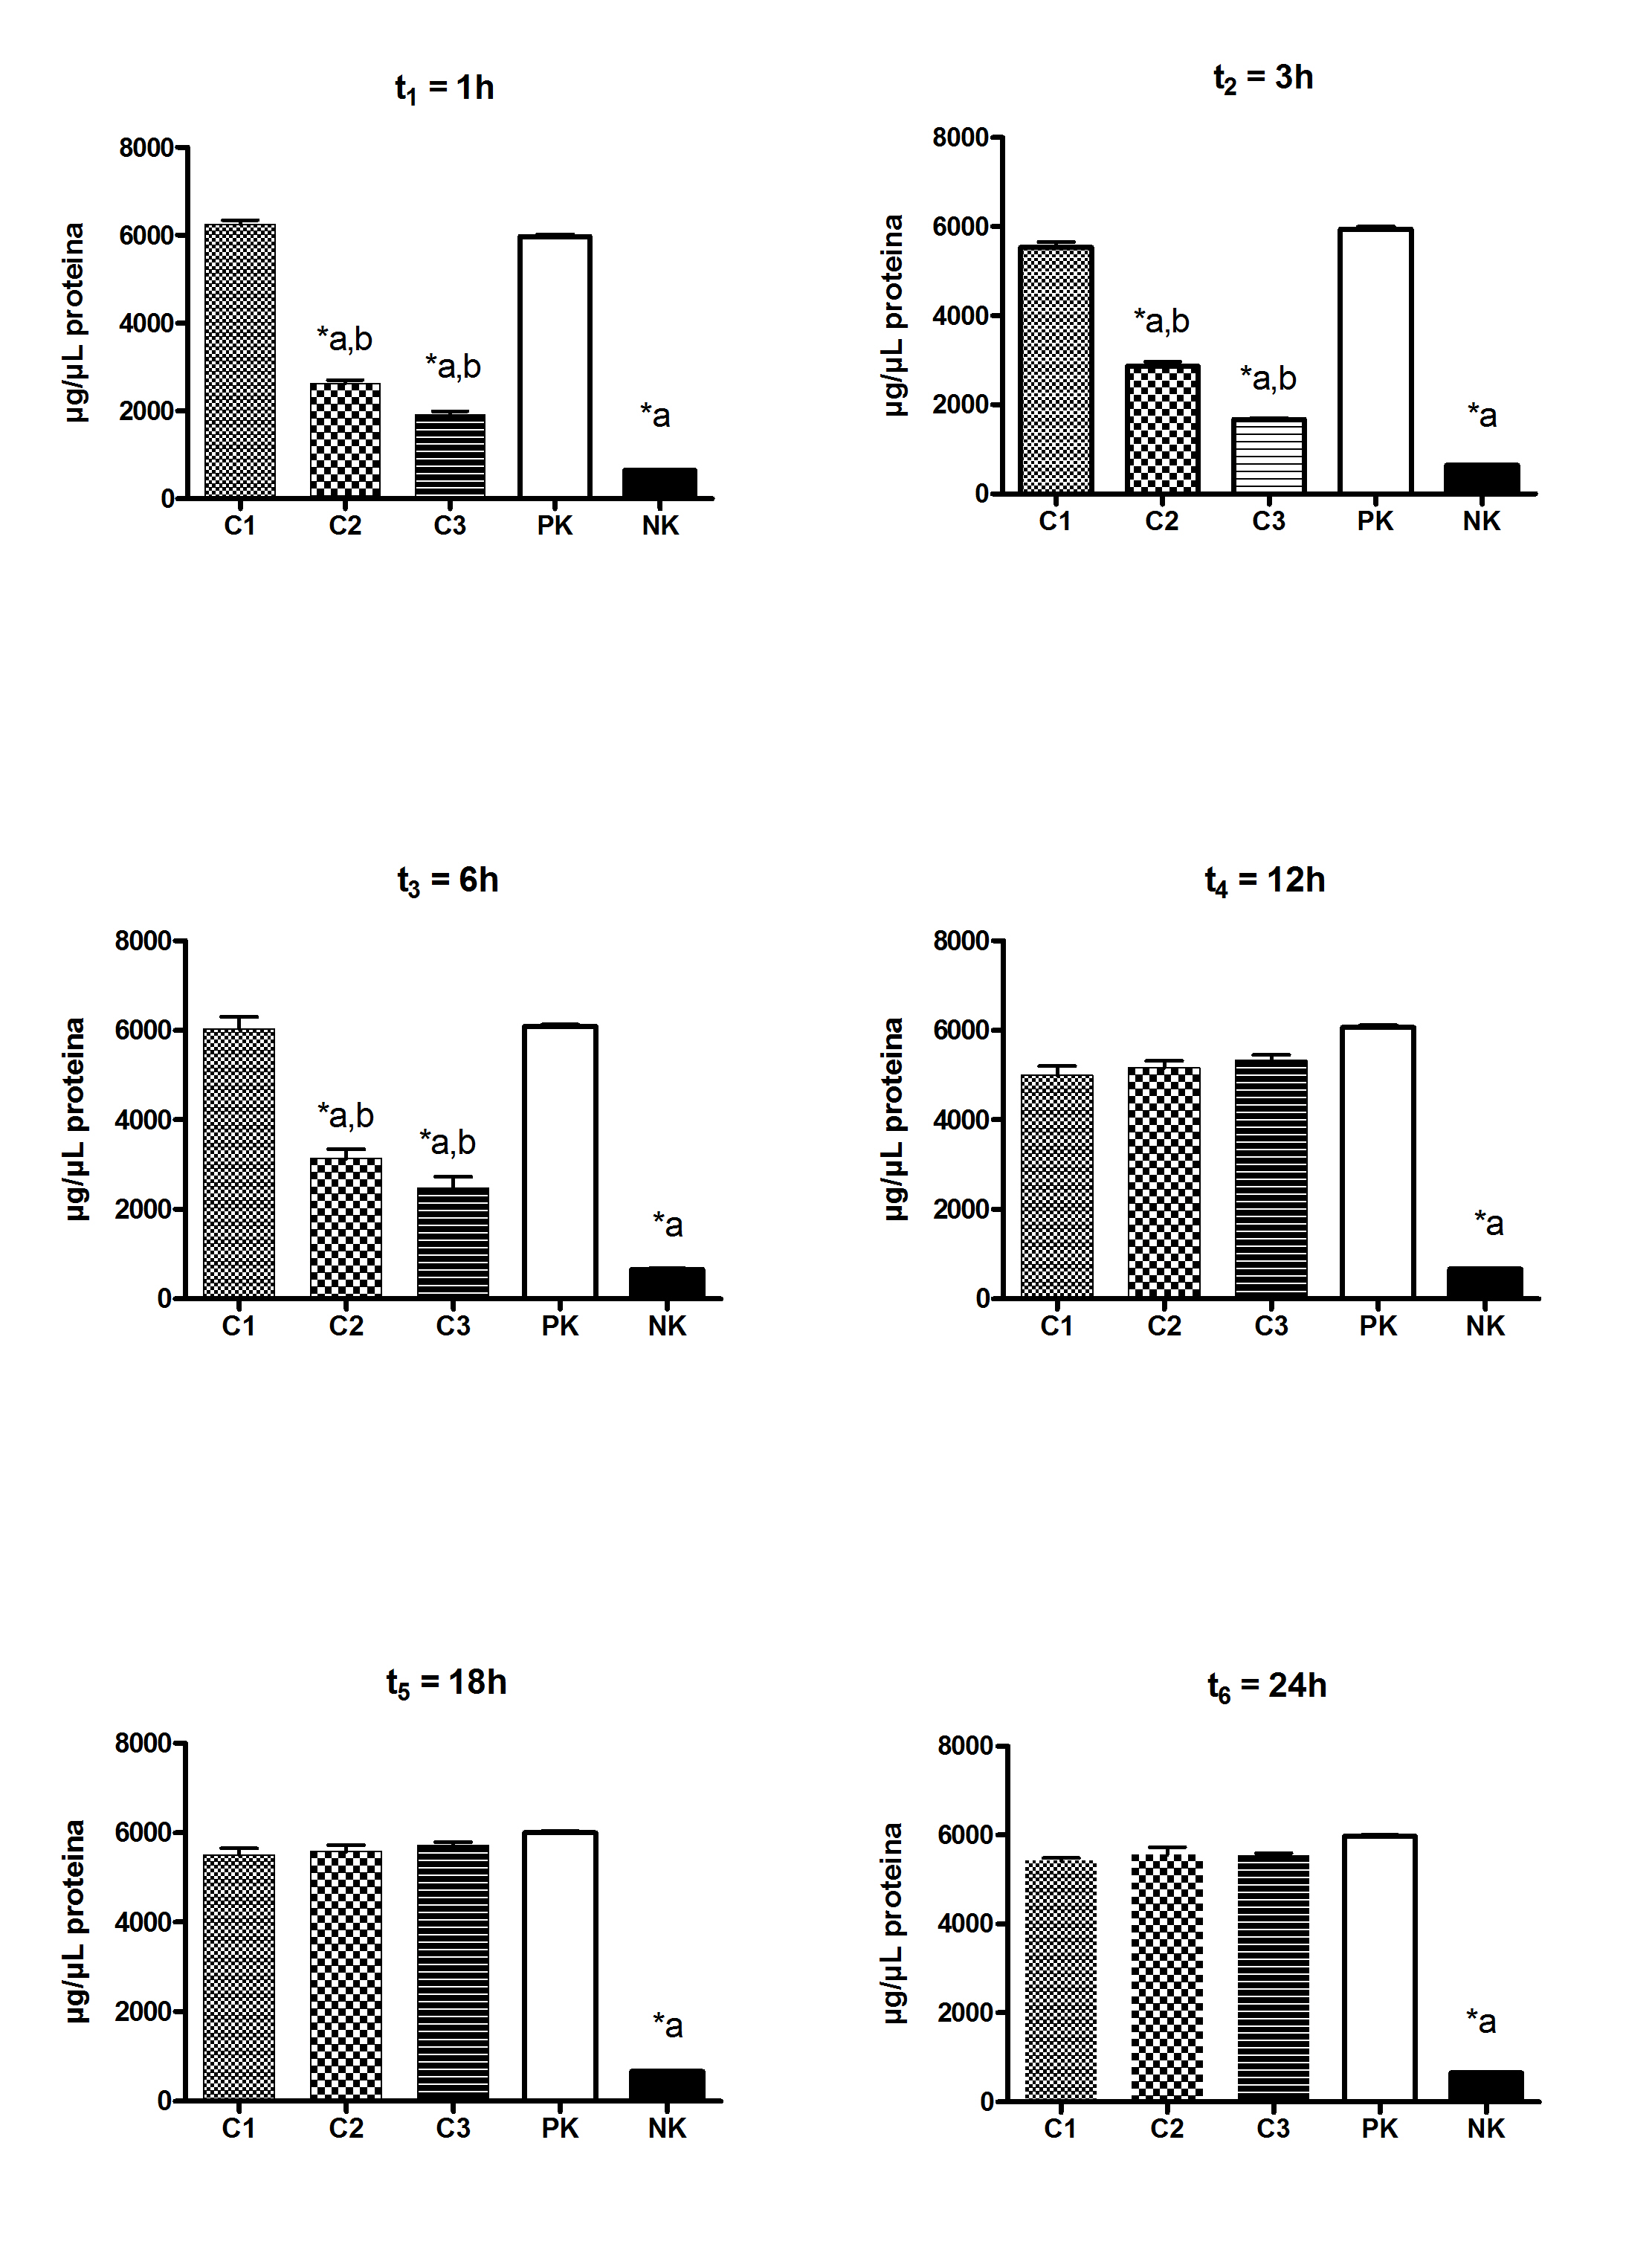 t1 = 1h
8000
6000
4000
2000
0
µg/µL proteina
*a,b
*a,b
*a
C1 C2 C3 PK NK
t2 = 3h
8000
6000
4000
2000
0
µg/µL proteina
*a,b
*a,b
*a
C1 C2 C3 PK NK
t3 = 6h
8000
6000
4000
2000
0
µg/µL proteina
*a,b
*a,b
*a
C1 C2 C3 PK NK
t4 = 12h
8000
6000
4000
2000
0
µg/µL proteina
*a
C1 C2 C3 PK NK
t5 = 18h
8000
6000
4000
2000
0
µg/µL proteina
*a
C1 C2 C3 PK NK
t6 = 24h
8000
6000
4000
2000
0
µg/µL proteina
*a
C1 C2 C3 PK NK